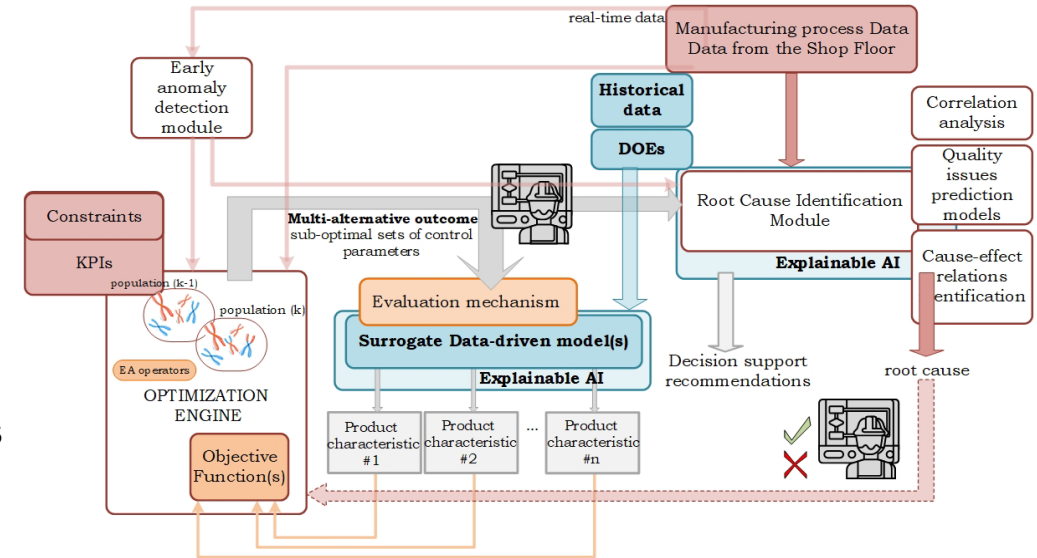 real-time data
Manufacturing process Data
Data from the Shop Floor
Early
anomaly
detection
module
Historical
data
DOEs
Correlation
analysis
Quality
issues
prediction
models
Cause-effect
relations
entification
Root Cause Identification
Module
Explainable AI
Constraints
KPIs
Multi-alternative outcome
sub-optimal sets of control
parameters
population (k-1)
population (k)
EA operators
OPTIMIZATION
ENGINE
Objective
Function(s)
Evaluation mechanism
Surrogate Data-driven model(s)
Explainable AI
Product
characteristic
#1
Product
characteristic
#2
...
Product
characteristic
#n
Decision support
recommendations
root cause